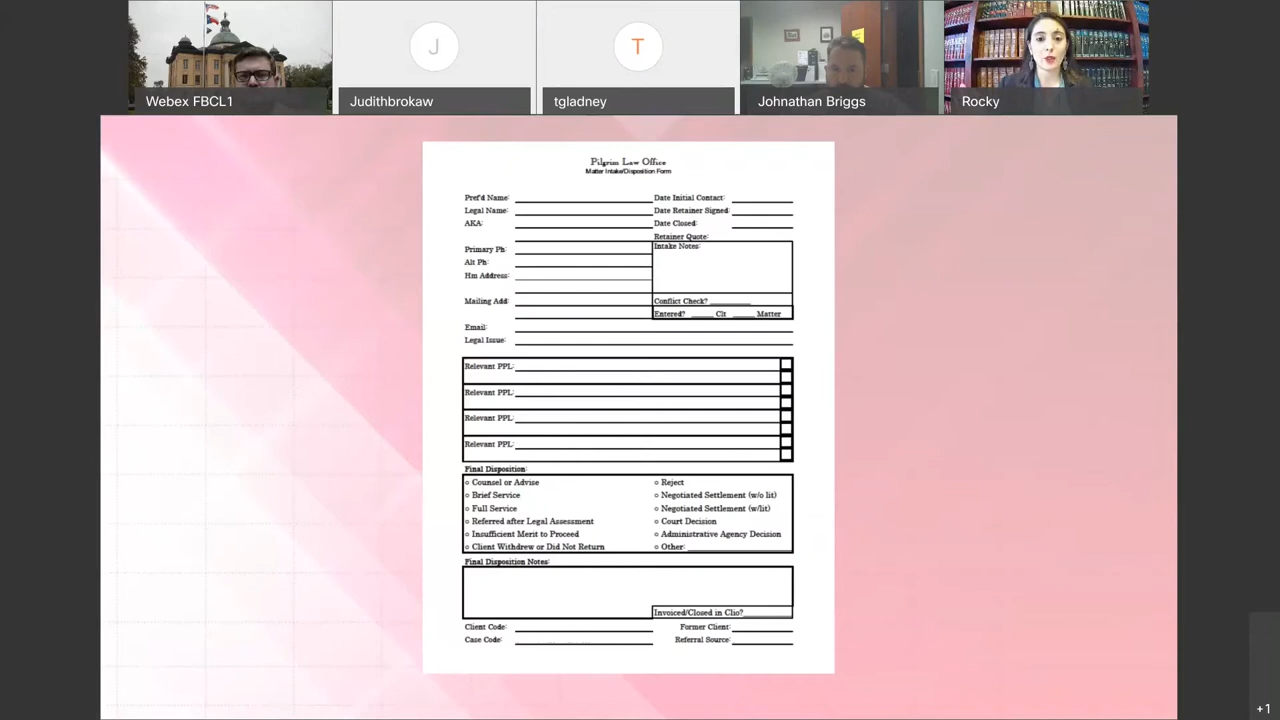 Webex FBCL1
J
Judithbrokaw
T
tgladney
Johnathan Briggs
Rocky
Pilgrim Law Office
Matter Intake/Disposition Form
Pref'd Name: Date Initial Contact:
Legal Name: Date Retainer Signed:
AKA: Date Closed:
Retainer Quote:
Intake Notes:
Primary Ph:
Alt Ph:
Hm Address:
Mailing Add: Conflict Check?
Entered? Clt Matter
Email:
Legal Issue:
Relevant PPL:
Relevant PPL:
Relevant PPL:
Relevant PPL:
Final Disposition:
Counsel or Advise Reject
Brief Service Negotiated Settlement (w/o lit)
Full Service Negotiated Settlement (w/lit)
Referred after Legal Assessment Court Decision
Insufficient Merit to Proceed Administrative Agency Decision
Client Withdrew or Did Not Return Other:
Final Disposition Notes:
Invoiced/Closed in Clio?
Client Code: Former Client:
Case Code: Referral Source:
+1